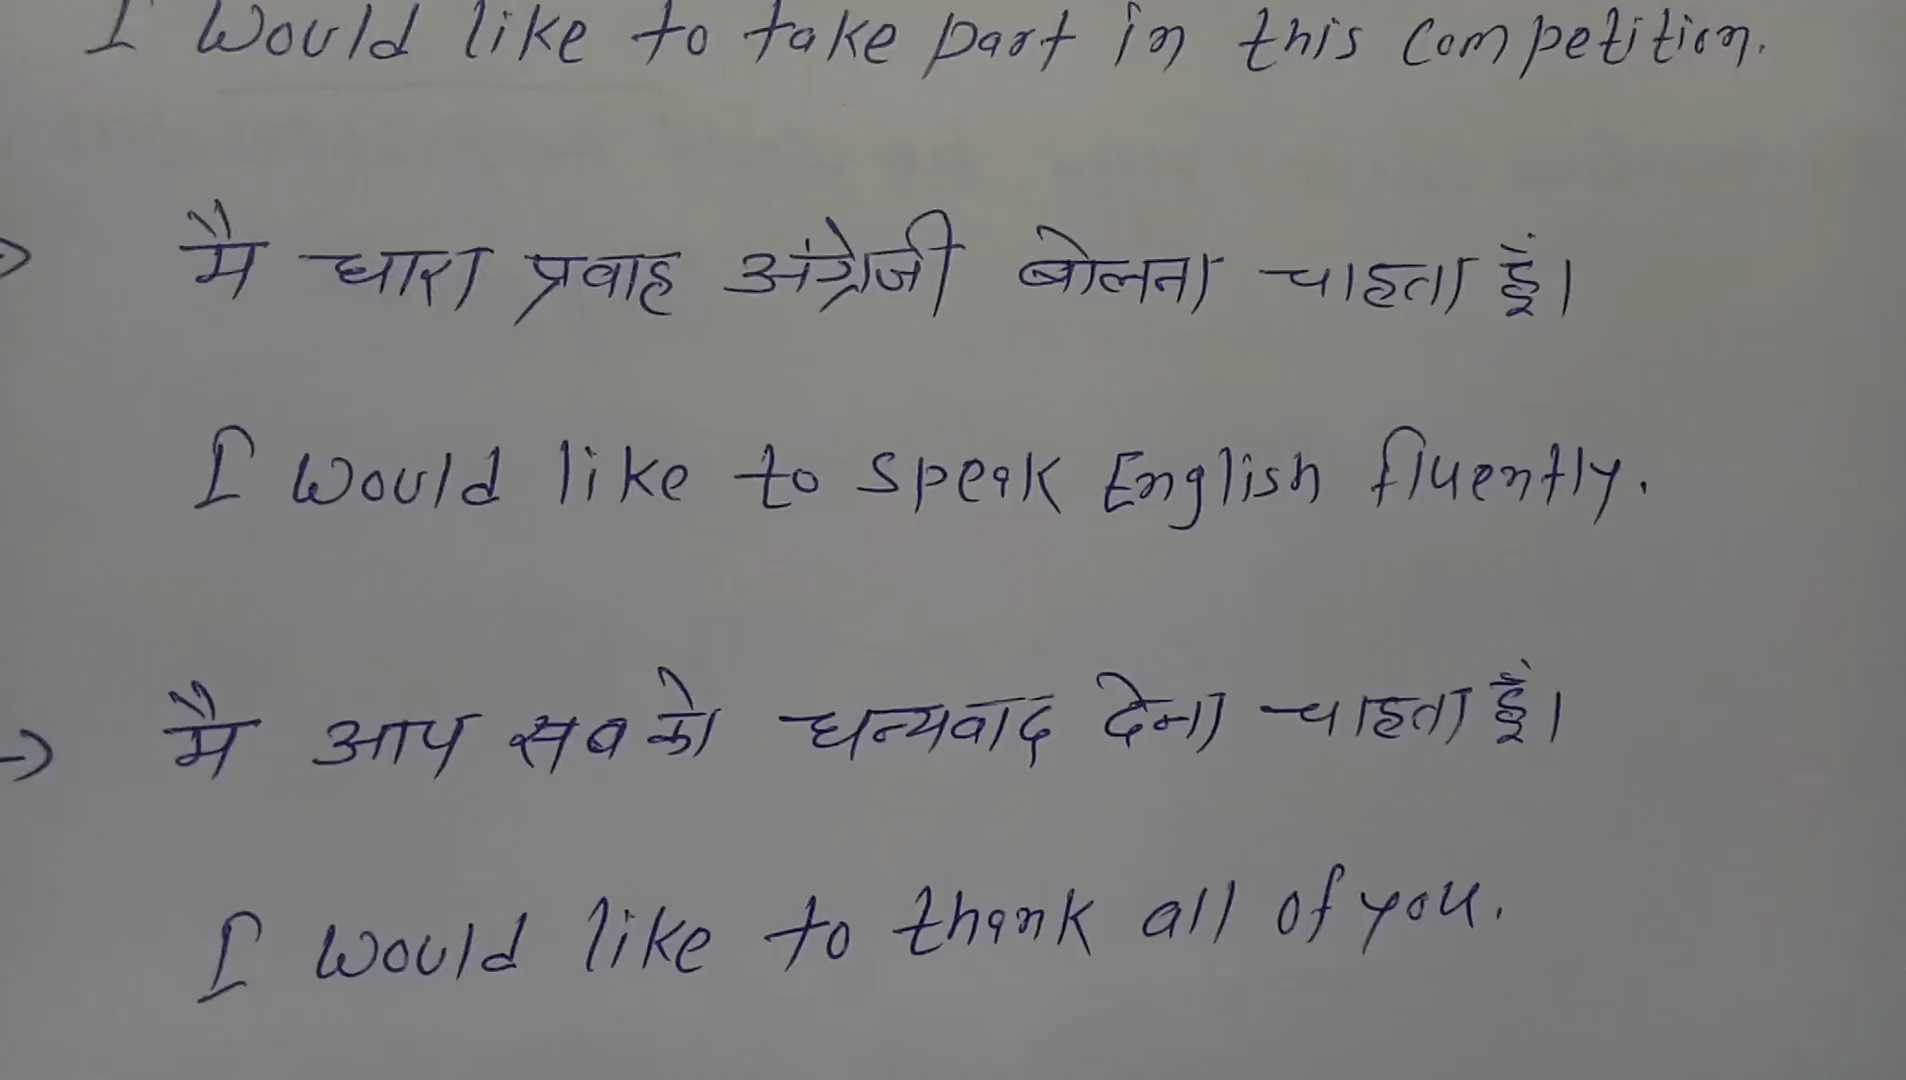 I would like to take part in this competition.
मै धारा प्रवाह अंग्रेजी बोलना चाहता हूं।
I would like to speak English fluently.
→ मै आप सबको धन्यवाद देना चाहता हूं।
I would like to thank all of you.